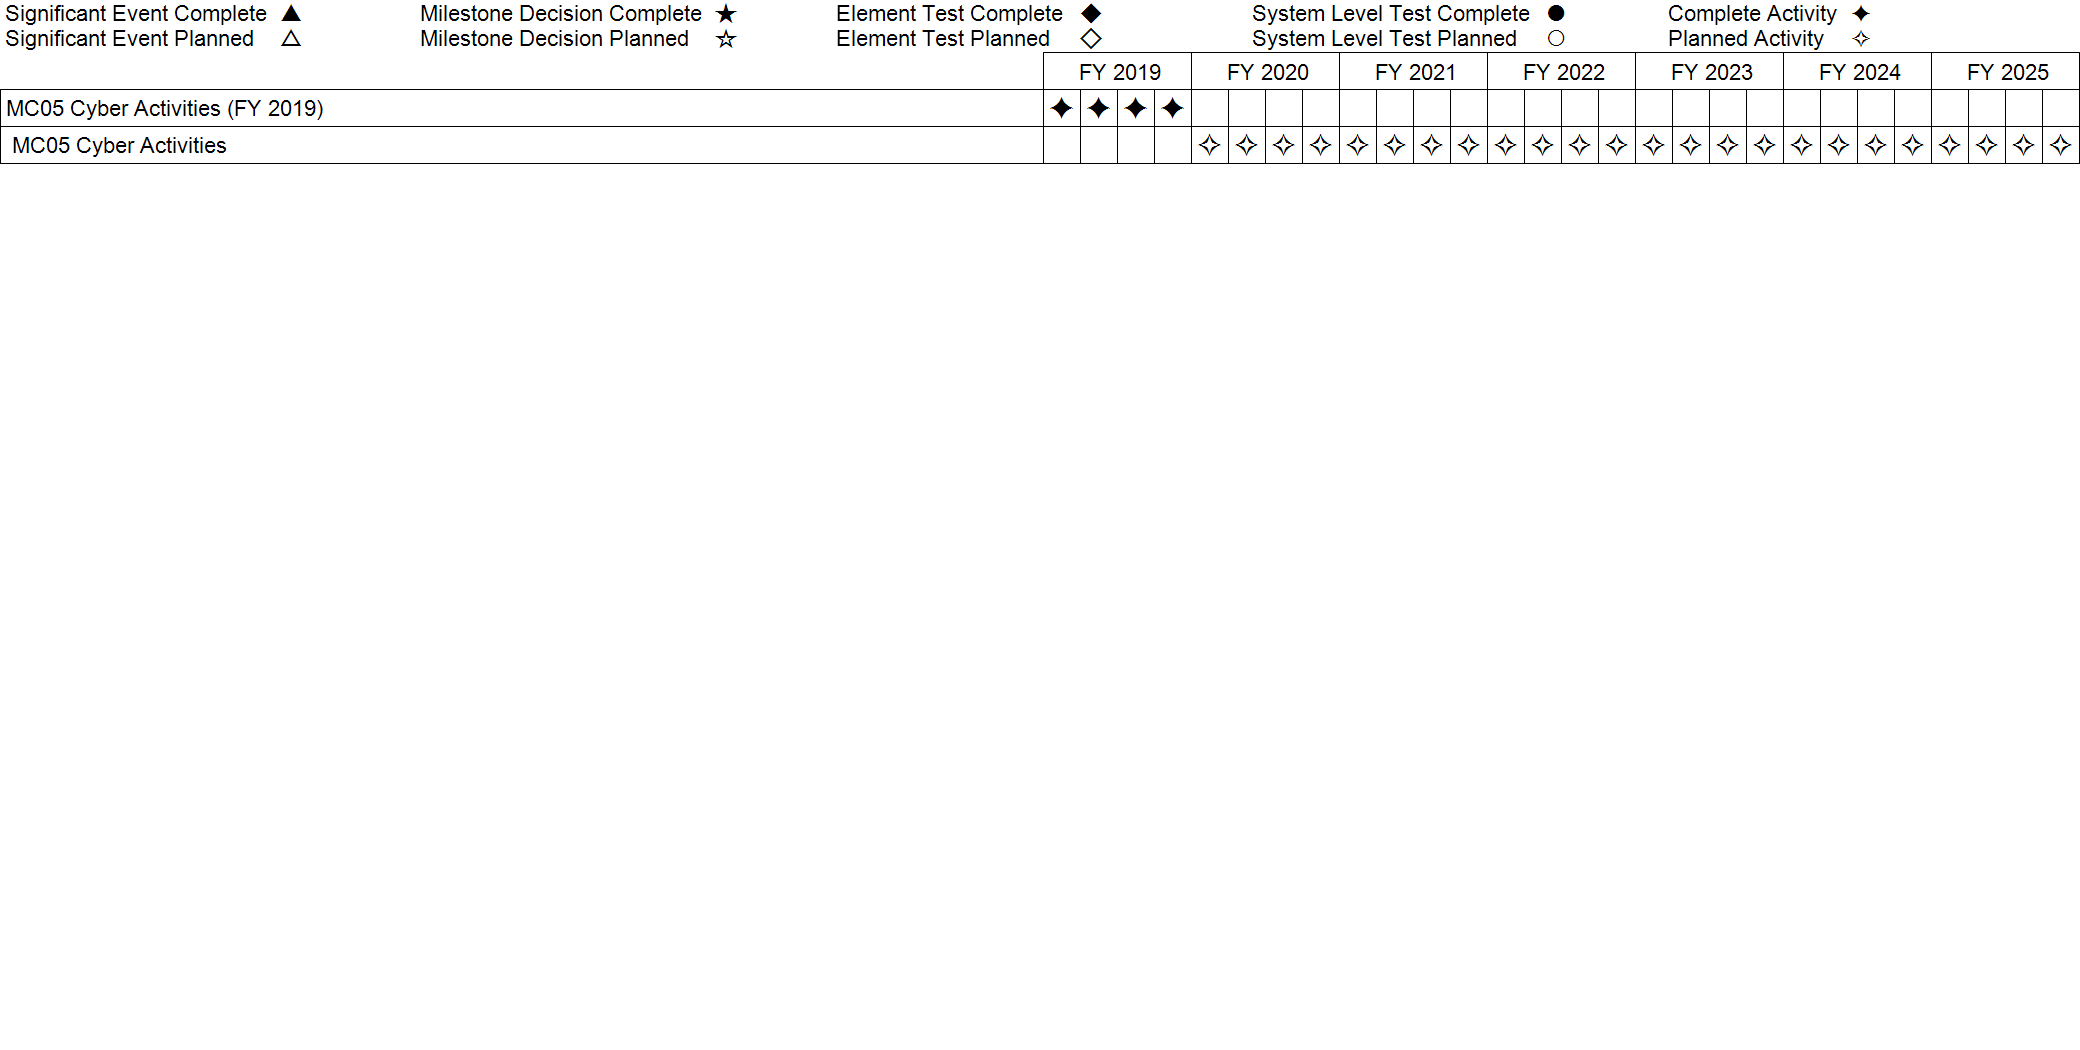 Significant Event Complete ▲ Milestone Decision Complete ★ Element Test Complete ◆ System Level Test Complete ● Complete Activity ✦
Significant Event Planned △ Milestone Decision Planned ☆ Element Test Planned ◇ System Level Test Planned ○ Planned Activity ✧
FY 2019 FY 2020 FY 2021 FY 2022 FY 2023 FY 2024 FY 2025
MC05 Cyber Activities (FY 2019) ✦ ✦ ✦ ✦
MC05 Cyber Activities ✧ ✧ ✧ ✧ ✧ ✧ ✧ ✧ ✧ ✧ ✧ ✧ ✧ ✧ ✧ ✧ ✧ ✧ ✧ ✧ ✧ ✧ ✧ ✧